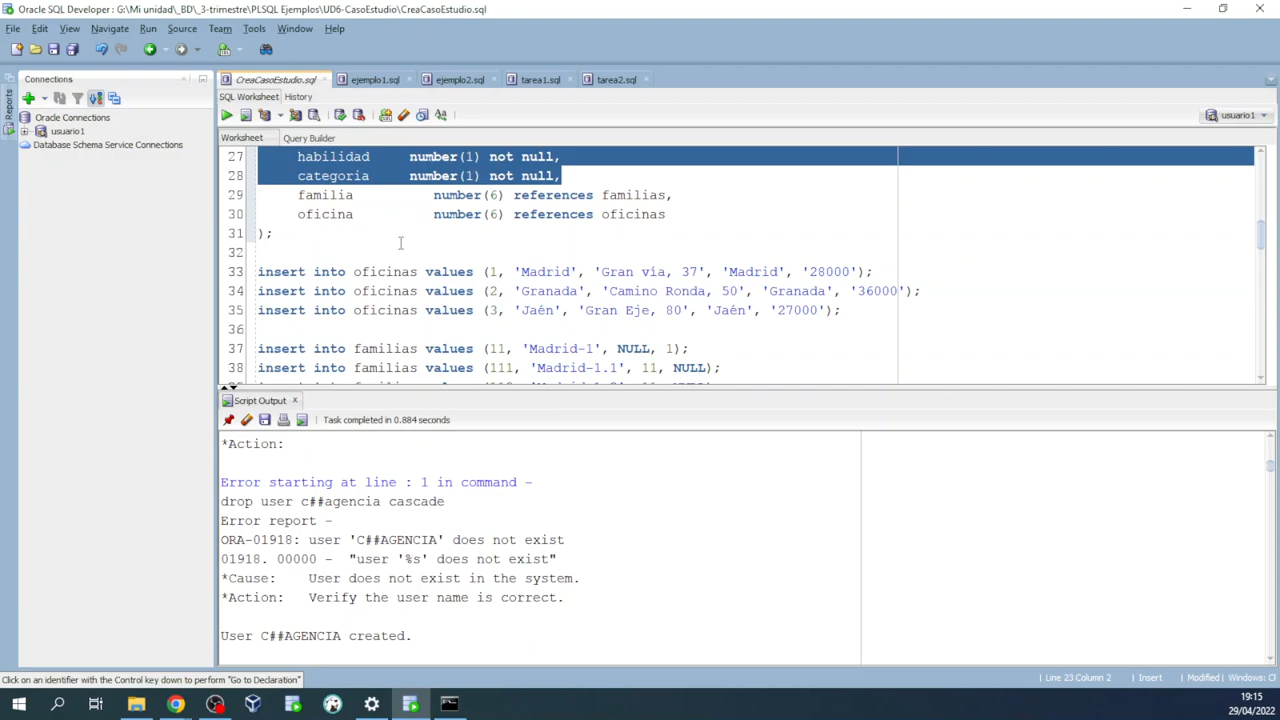 Oracle SQL Developer : G:\Mi unidad\_BD\_3-trimestre\PLSQL Ejemplos\UD6-CasoEstudio\CreaCasoEstudio.sql
File Edit View Navigate Run Source Team Tools Window Help
Connections
CreaCasoEstudio.sql ejemplo1.sql ejemplo2.sql tarea1.sql tarea2.sql
SQL Worksheet History
Reports
Oracle Connections
usuario1
Database Schema Service Connections
usuario1
Worksheet Query Builder
27 habilidad number(1) not null,
28 categoria number(1) not null,
29 familia number(6) references familias,
30 oficina number(6) references oficinas
31 );
32
33 insert into oficinas values (1, 'Madrid', 'Gran vía, 37', 'Madrid', '28000');
34 insert into oficinas values (2, 'Granada', 'Camino Ronda, 50', 'Granada', '36000');
35 insert into oficinas values (3, 'Jaén', 'Gran Eje, 80', 'Jaén', '27000');
36
37 insert into familias values (11, 'Madrid-1', NULL, 1);
38 insert into familias values (111, 'Madrid-1.1', 11, NULL);
Script Output
Task completed in 0.884 seconds
*Action:
Error starting at line : 1 in command -
drop user c##agencia cascade
Error report -
ORA-01918: user 'C##AGENCIA' does not exist
01918. 00000 - "user '%s' does not exist"
*Cause: User does not exist in the system.
*Action: Verify the user name is correct.
User C##AGENCIA created.
Click on an identifier with the Control key down to perform "Go to Declaration"
Line 23 Column 2 Insert Modified Windows: C
19:15
29/04/2022